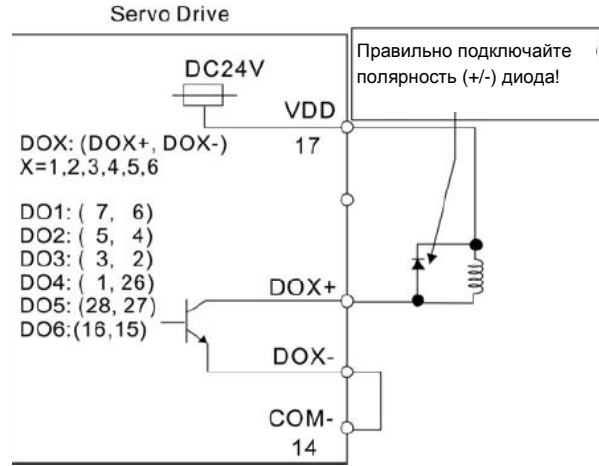 Servo Drive
Правильно подключайте
полярность (+/-) диода!
DC24V
VDD
17
DOX: (DOX+, DOX-)
X=1,2,3,4,5,6
DO1: ( 7, 6)
DO2: ( 5, 4)
DO3: ( 3, 2)
DO4: ( 1, 26)
DO5: (28, 27)
DO6:(16,15)
DOX+
DOX-
COM-
14